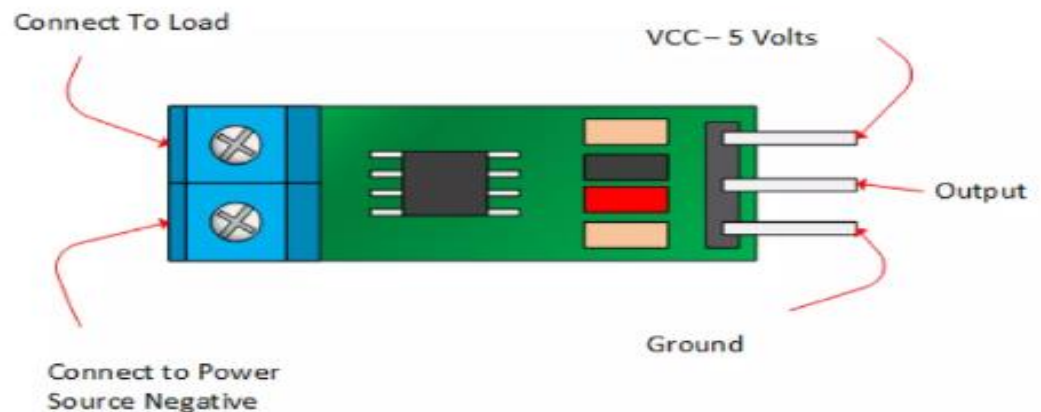 Connect To Load
VCC – 5 Volts
Output
Ground
Connect to Power
Source Negative